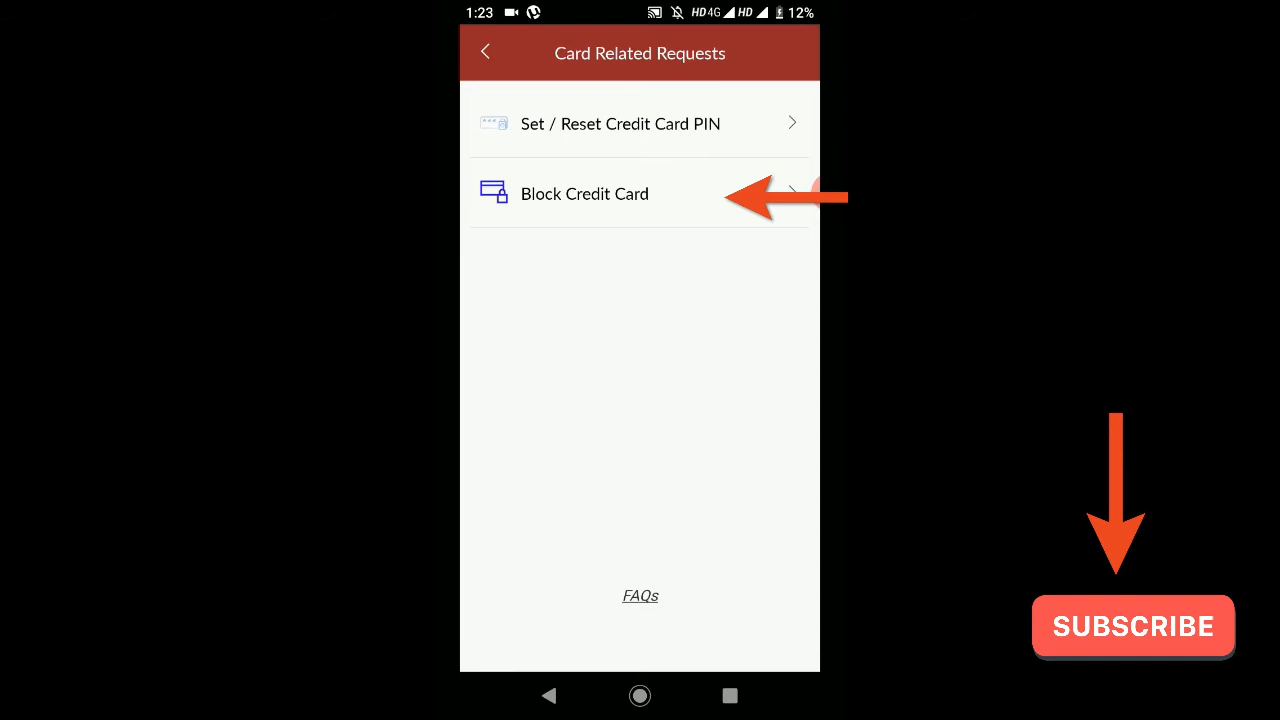 1:23 HD 4G HD 12%
Card Related Requests
Set / Reset Credit Card PIN
Block Credit Card
FAQs
SUBSCRIBE